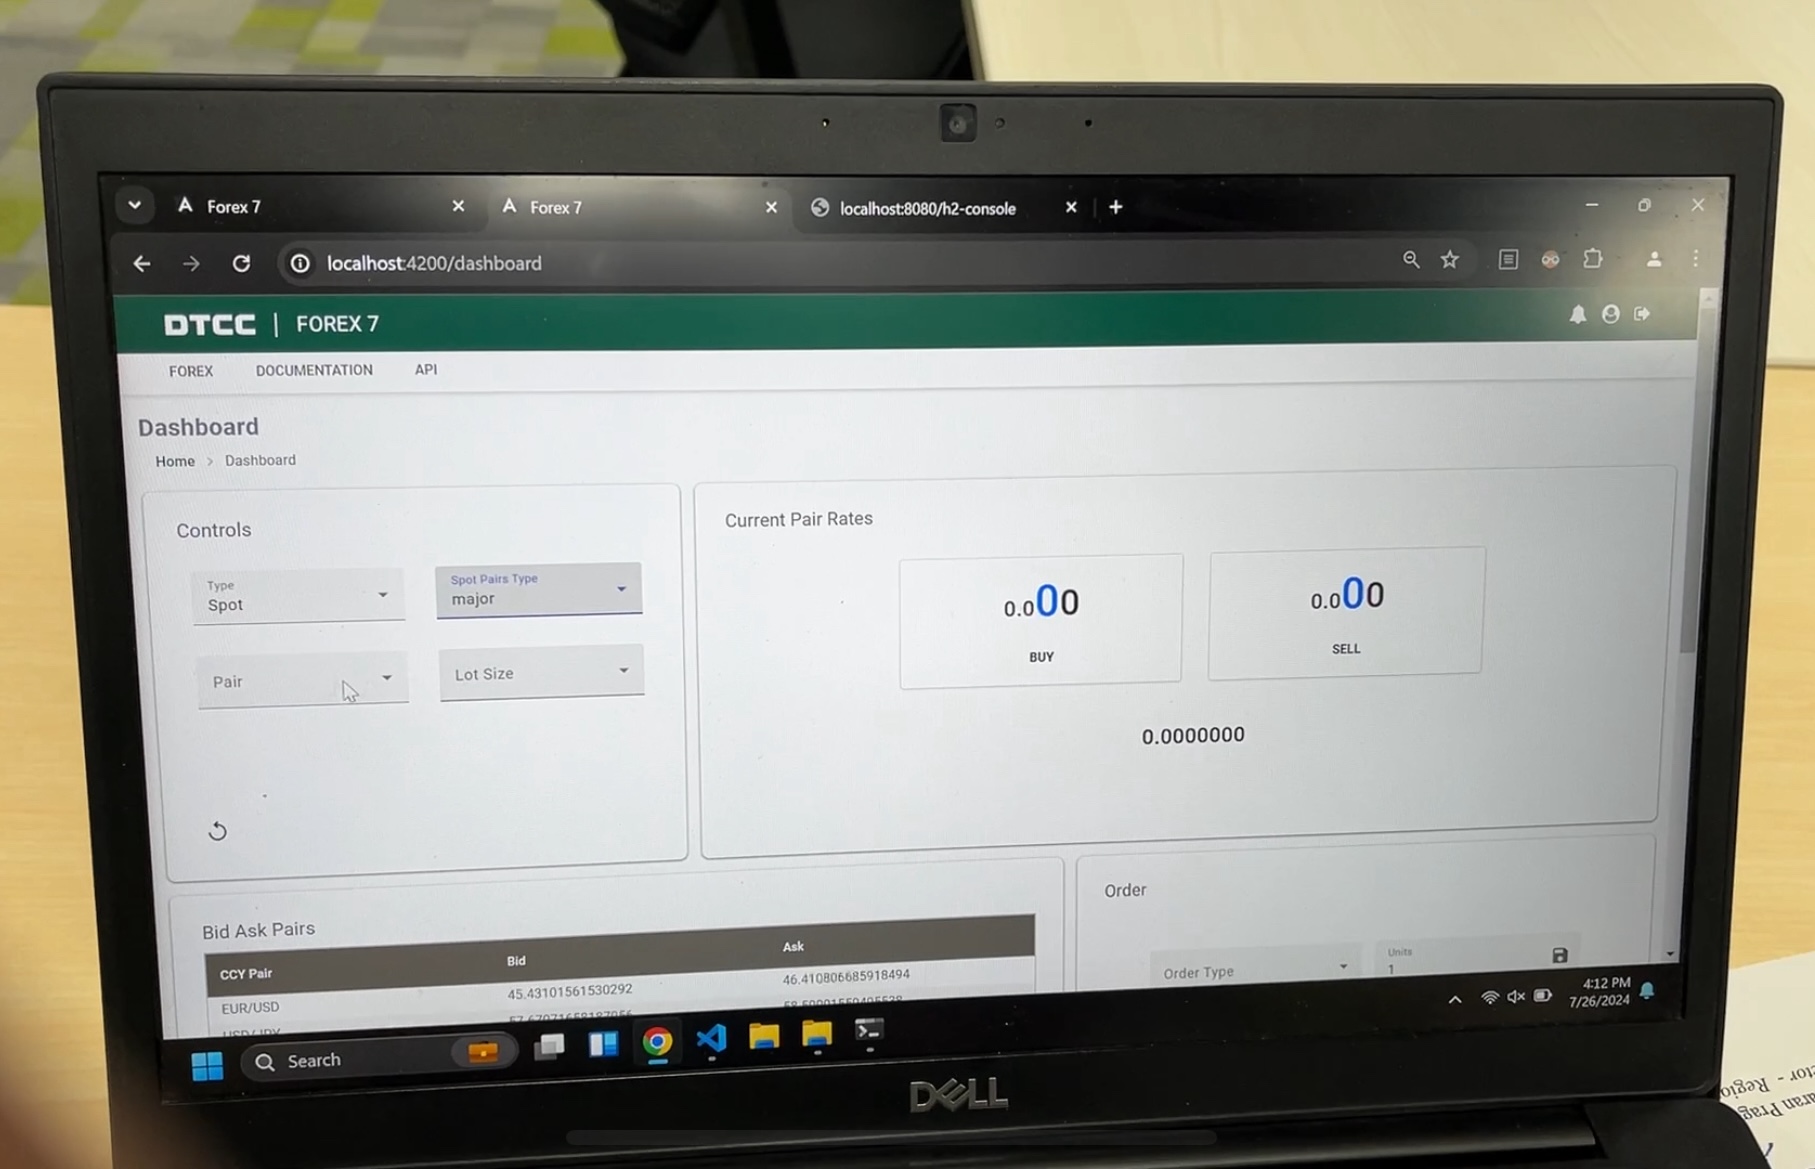 Forex 7
Forex 7
localhost:8080/h2-console
localhost:4200/dashboard
DTCC | FOREX 7
FOREX DOCUMENTATION API
Dashboard
Home > Dashboard
Controls
Type
Spot
Spot Pairs Type
major
Pair
Lot Size
Current Pair Rates
0.000
BUY
0.000
SELL
0.0000000
Bid Ask Pairs
CCY Pair Bid Ask
EUR/USD 45.43101561530292 46.410806685918494
USD/JPY
Order
Order Type
Units
1
Search
4:12 PM
7/26/2024
DELL